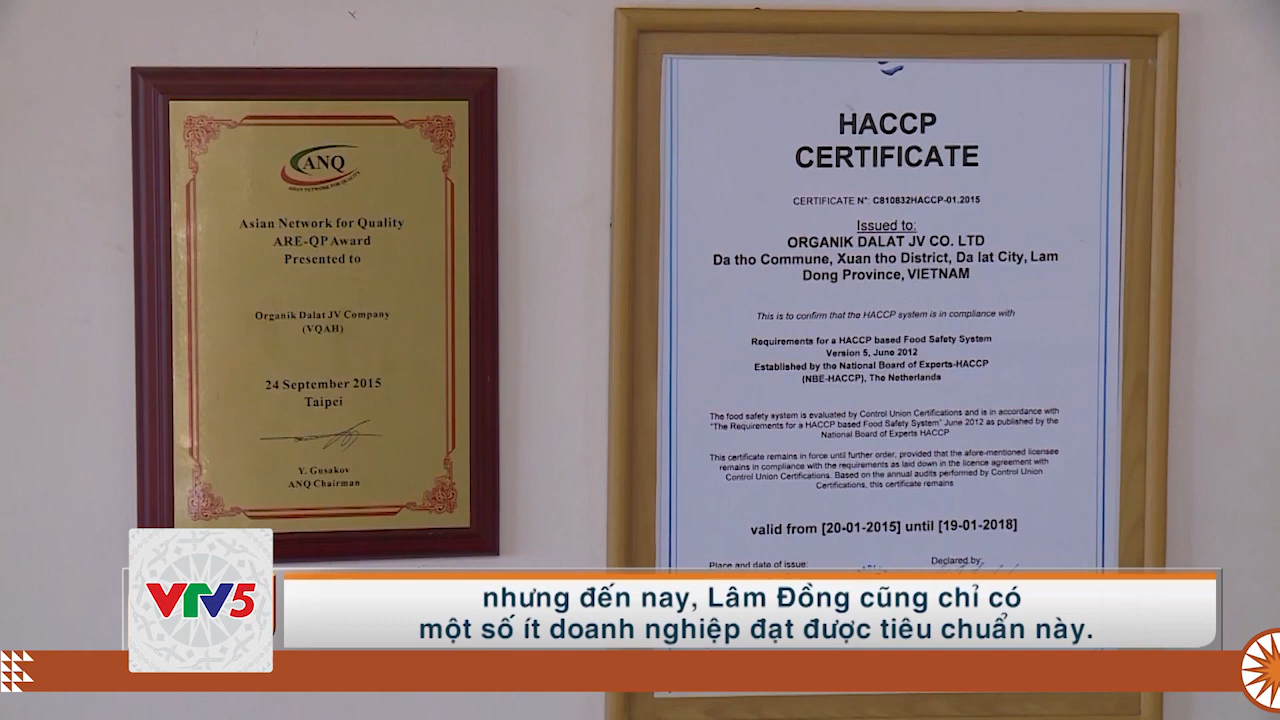 ANQ
ASIAN NETWORK FOR QUALITY
Asian Network for Quality
ARE-QP Award
Presented to
Organik Dalat JV Company
(VQAH)
24 September 2015
Taipei
Y. Gusakov
ANQ Chairman
HACCP
CERTIFICATE
CERTIFICATE N°: C810832HACCP-01.2015
Issued to:
ORGANIK DALAT JV CO. LTD
Da tho Commune, Xuan tho District, Da lat City, Lam
Dong Province, VIETNAM
This is to confirm that the HACCP system is in compliance with
Requirements for a HACCP based Food Safety System
Version 5, June 2012
Established by the National Board of Experts-HACCP
(NBE-HACCP), The Netherlands
The food safety system is evaluated by Control Union Certifications and is in accordance with
"The Requirements for a HACCP based Food Safety System" June 2012 as published by the
National Board of Experts HACCP
This certificate remains in force until further order, provided that the afore-mentioned licensee
remains in compliance with the requirements as laid down in the licence agreement with
Control Union Certifications. Based on the annual audits performed by Control Union
Certifications, this certificate remains
valid from [20-01-2015] until [19-01-2018]
Place and date of issue:
Declared by:
VTV5
nhưng đến nay, Lâm Đồng cũng chỉ có
một số ít doanh nghiệp đạt được tiêu chuẩn này.